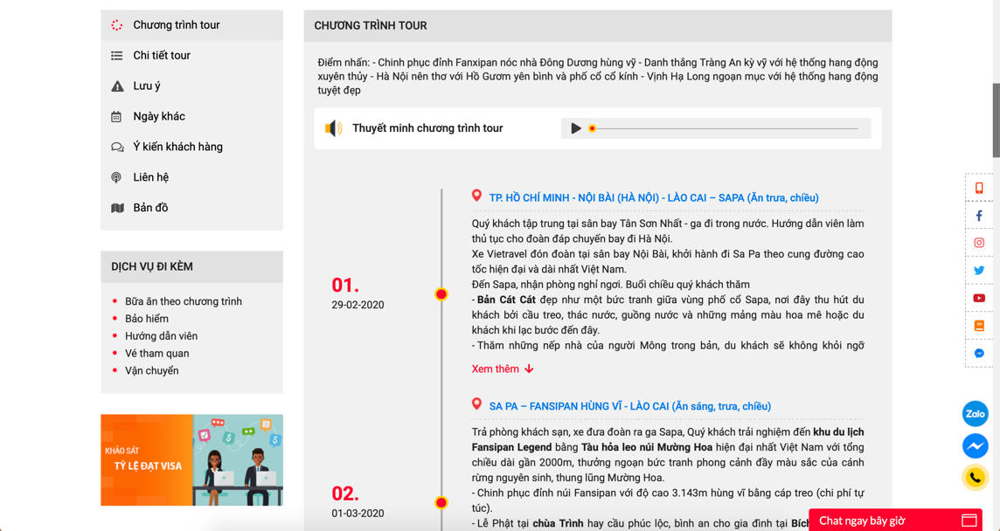 Chương trình tour
Chi tiết tour
Lưu ý
Ngày khác
Ý kiến khách hàng
Liên hệ
Bản đồ
DỊCH VỤ ĐI KÈM
Bữa ăn theo chương trình
Bảo hiểm
Hướng dẫn viên
Vé tham quan
Vận chuyển
KHẢO SÁT
TỶ LỆ ĐẠT VISA
CHƯƠNG TRÌNH TOUR
Điểm nhấn: - Chinh phục đỉnh Fanxipan nóc nhà Đông Dương hùng vỹ - Danh thắng Tràng An kỳ vỹ với hệ thống hang động
xuyên thủy - Hà Nội nên thơ với Hồ Gươm yên bình và phố cổ cổ kính - Vịnh Hạ Long ngoạn mục với hệ thống hang động
tuyệt đẹp
Thuyết minh chương trình tour
01.
29-02-2020
TP. HỒ CHÍ MINH - NỘI BÀI (HÀ NỘI) - LÀO CAI – SAPA (Ăn trưa, chiều)
Quý khách tập trung tại sân bay Tân Sơn Nhất - ga đi trong nước. Hướng dẫn viên làm
thủ tục cho đoàn đáp chuyến bay đi Hà Nội.
Xe Vietravel đón đoàn tại sân bay Nội Bài, khởi hành đi Sa Pa theo cung đường cao
tốc hiện đại và dài nhất Việt Nam.
Đến Sapa, nhận phòng nghỉ ngơi. Buổi chiều quý khách thăm
- Bản Cát Cát đẹp như một bức tranh giữa vùng phố cổ Sapa, nơi đây thu hút du
khách bởi cầu treo, thác nước, guồng nước và những mảng màu hoa mê hoặc du
khách khi lạc bước đến đây.
- Thăm những nếp nhà của người Mông trong bản, du khách sẽ không khỏi ngỡ
Xem thêm
02.
01-03-2020
SA PA – FANSIPAN HÙNG VĨ - LÀO CAI (Ăn sáng, trưa, chiều)
Trả phòng khách sạn, xe đưa đoàn ra ga Sapa, Quý khách trải nghiệm đến khu du lịch
Fansipan Legend bằng Tàu hỏa leo núi Mường Hoa hiện đại nhất Việt Nam với tổng
chiều dài gần 2000m, thưởng ngoạn bức tranh phong cảnh đầy màu sắc của cánh
rừng nguyên sinh, thung lũng Mường Hoa.
- Chinh phục đỉnh núi Fansipan với độ cao 3.143m hùng vĩ bằng cáp treo (chi phí tự
túc).
- Lễ Phật tại chùa Trình hay cầu phúc lộc, bình an cho gia đình tại Bích
Zalo
Chat ngay bây giờ